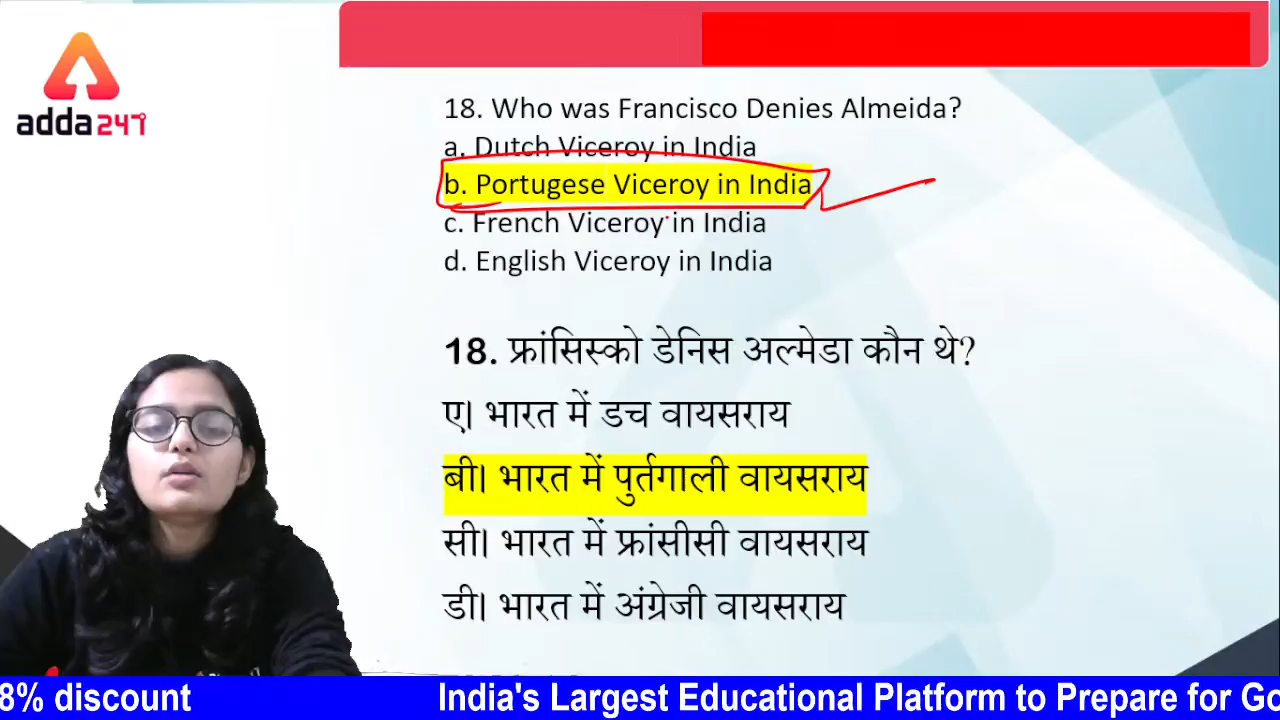 adda247
18. Who was Francisco Denies Almeida?
a. Dutch Viceroy in India
b. Portugese Viceroy in India
c. French Viceroy in India
d. English Viceroy in India
18. फ्रांसिस्को डेनिस अल्मेडा कौन थे?
ए। भारत में डच वायसराय
बी। भारत में पुर्तगाली वायसराय
सी। भारत में फ्रांसीसी वायसराय
डी। भारत में अंग्रेजी वायसराय
8% discount India's Largest Educational Platform to Prepare for Go